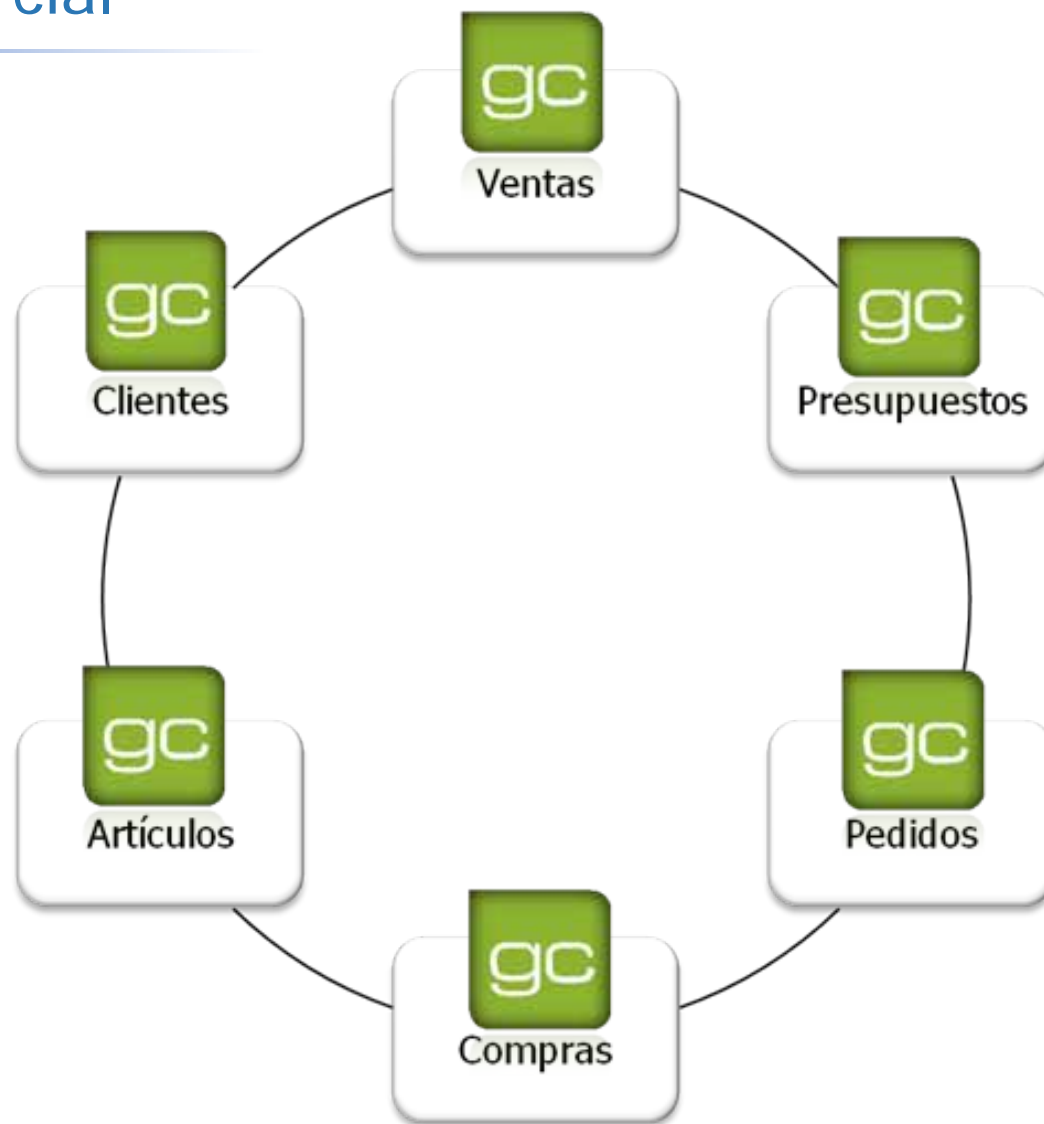 cial
gc
Ventas
gc
Presupuestos
gc
Pedidos
gc
Compras
gc
Artículos
gc
Clientes